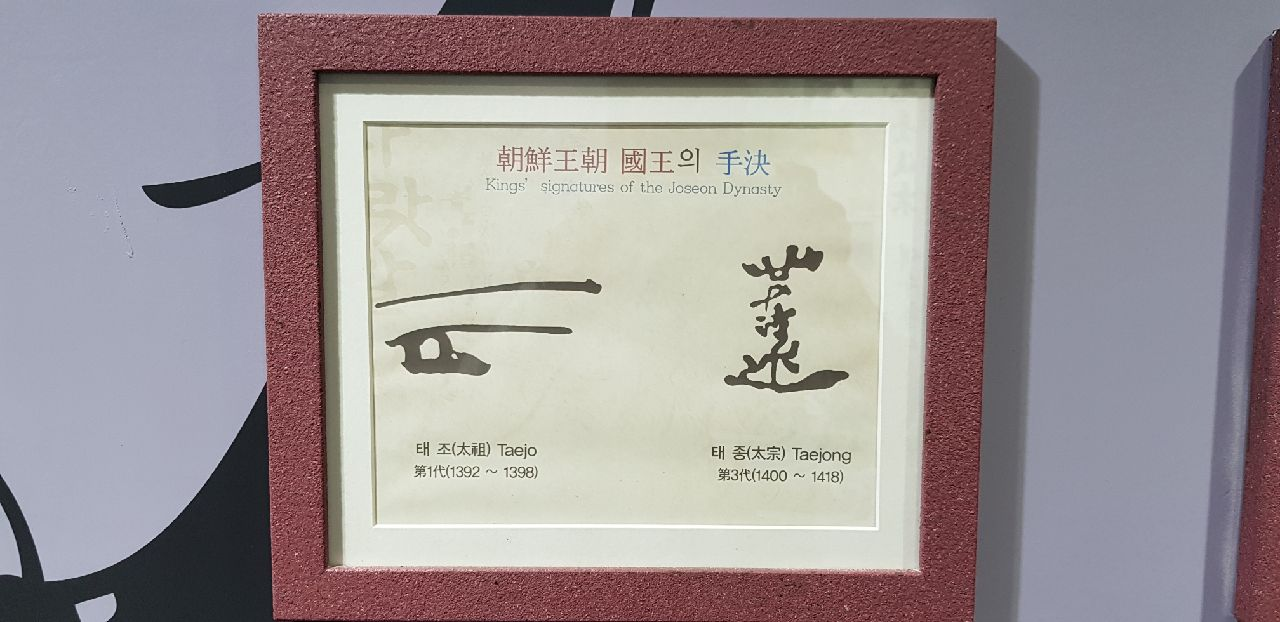 朝鮮王朝 國王의 手決
Kings' signatures of the Joseon Dynasty
태 조(太祖) Taejo
第1代(1392 ~ 1398)
태 종(太宗) Taejong
第3代(1400 ~ 1418)